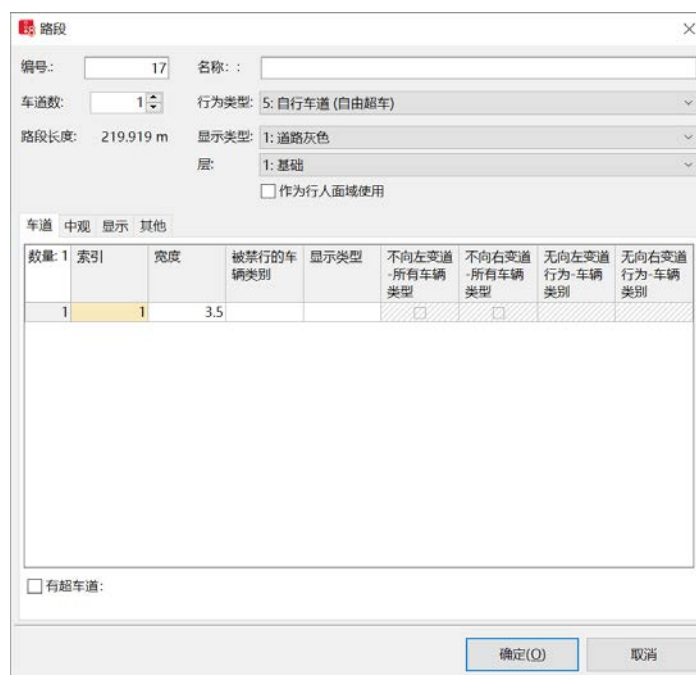 路段
编号.: 17 名称: :
车道数: 1 行为类型: 5: 自行车道 (自由超车)
路段长度: 219.919 m 显示类型: 1: 道路灰色
层: 1: 基础
作为行人面域使用
车道 中观 显示 其他
数量: 1 索引 宽度 被禁行的车辆类别 显示类型 不向左变道-所有车辆类型 不向右变道-所有车辆类型 无向左变道行为-车辆类别 无向右变道行为-车辆类别
1 1 3.5
有超车道:
确定(O) 取消